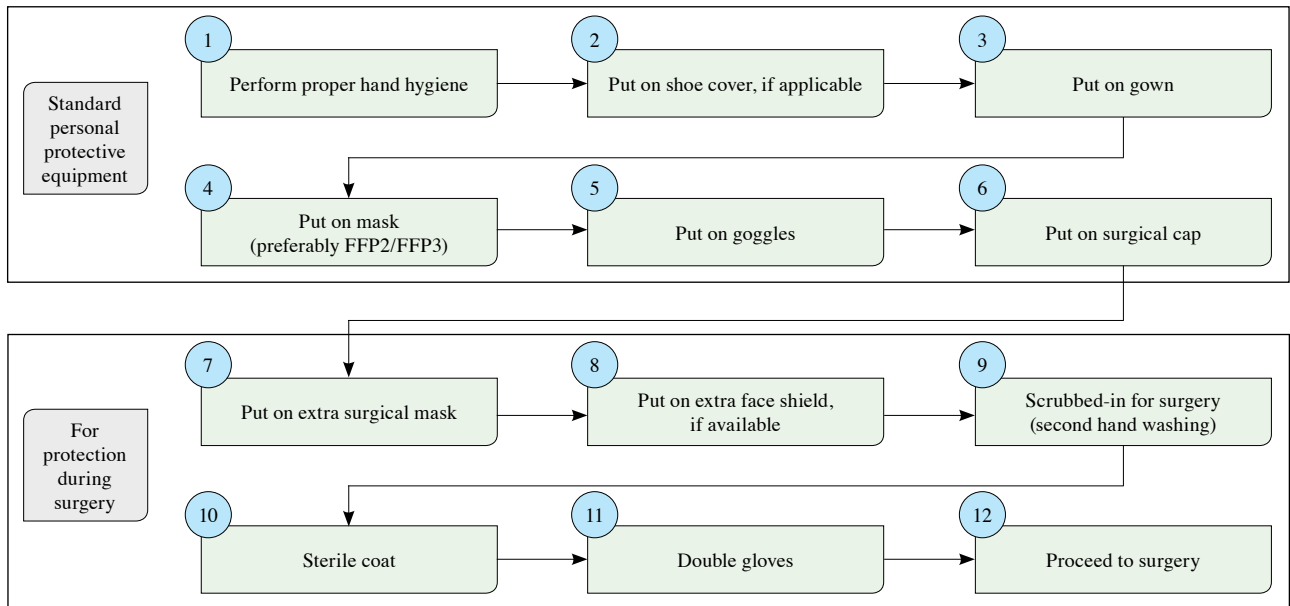 Standard
personal
protective
equipment
1
Perform proper hand hygiene
2
Put on shoe cover, if applicable
3
Put on gown
4
Put on mask
(preferably FFP2/FFP3)
5
Put on goggles
6
Put on surgical cap
For
protection
during
surgery
7
Put on extra surgical mask
8
Put on extra face shield,
if available
9
Scrubbed-in for surgery
(second hand washing)
10
Sterile coat
11
Double gloves
12
Proceed to surgery